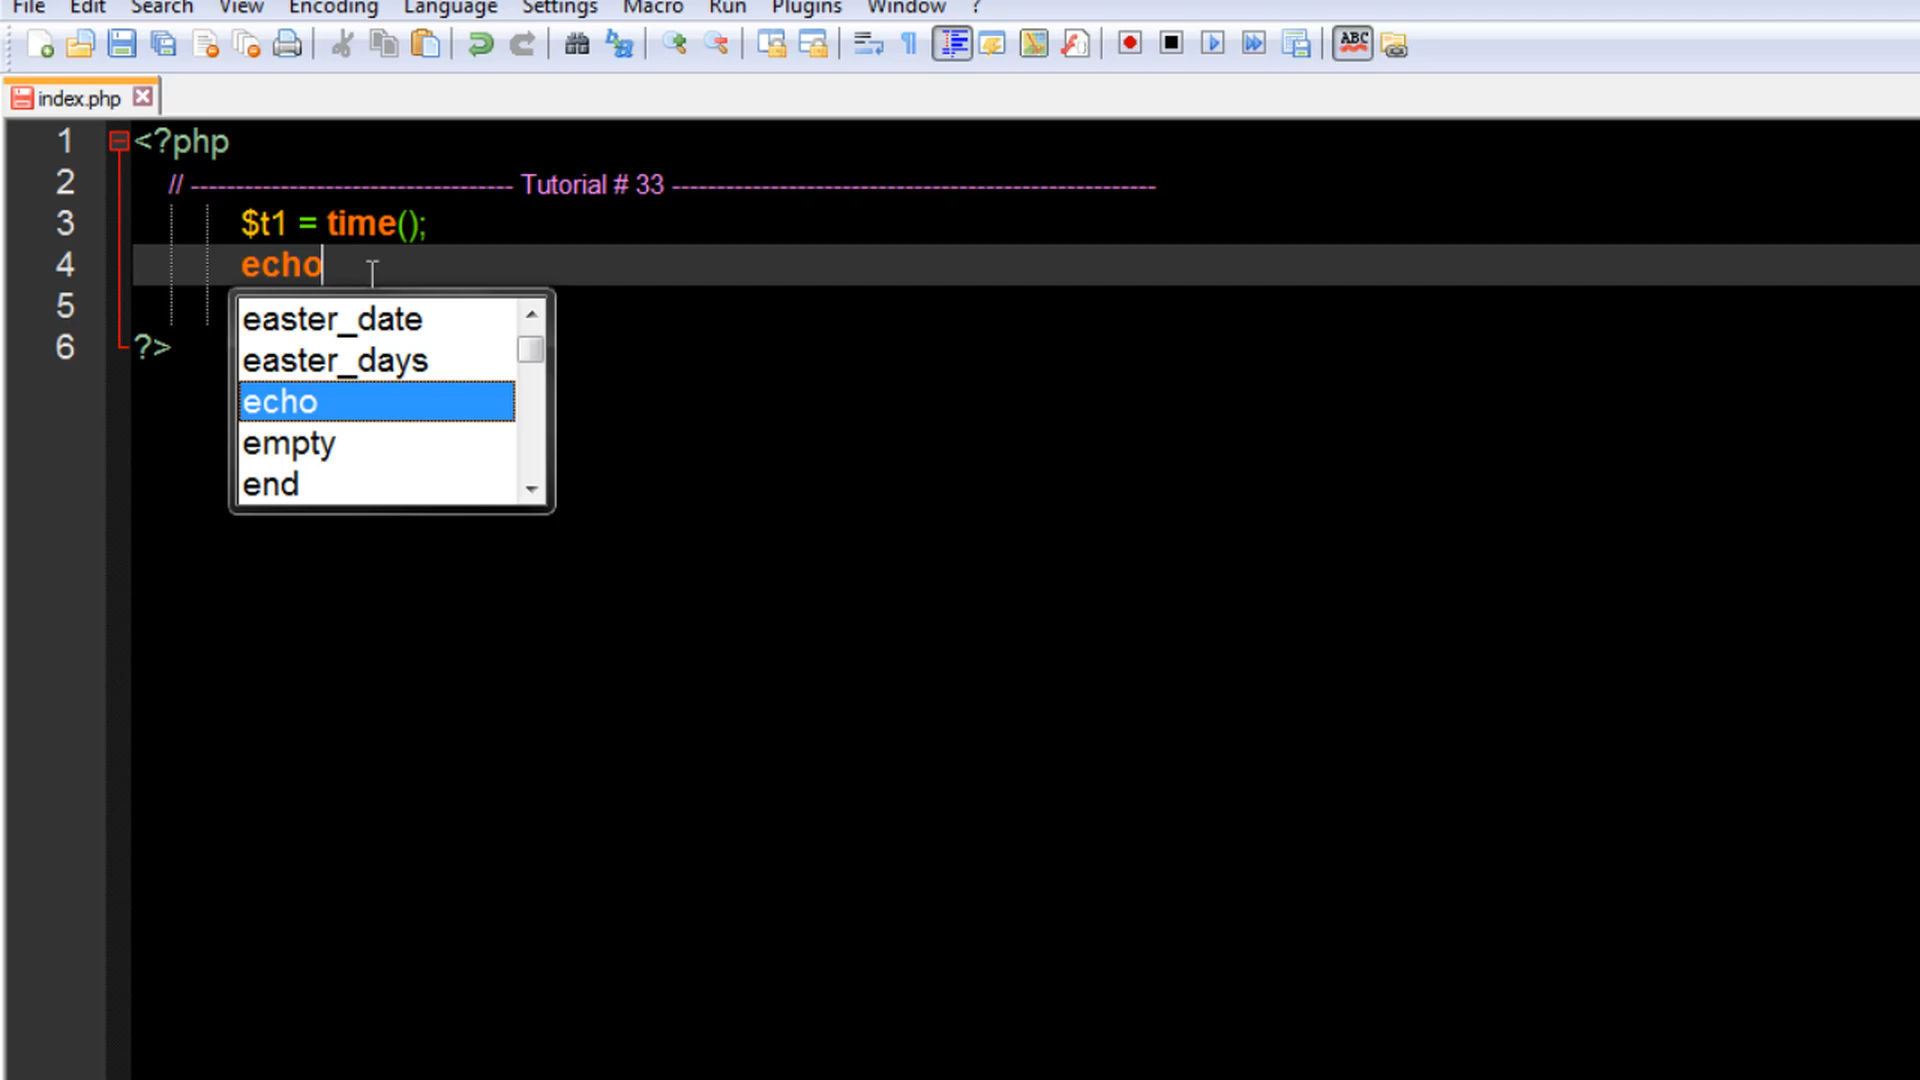 File Edit Search View Encoding Language Settings Macro Run Plugins Window ?
ABC
index.php
1 <?php
2 // ------------------------------------ Tutorial # 33 ------------------------------------------------------
3 $t1 = time();
4 echo
5
6 ?>
easter_date
easter_days
echo
empty
end